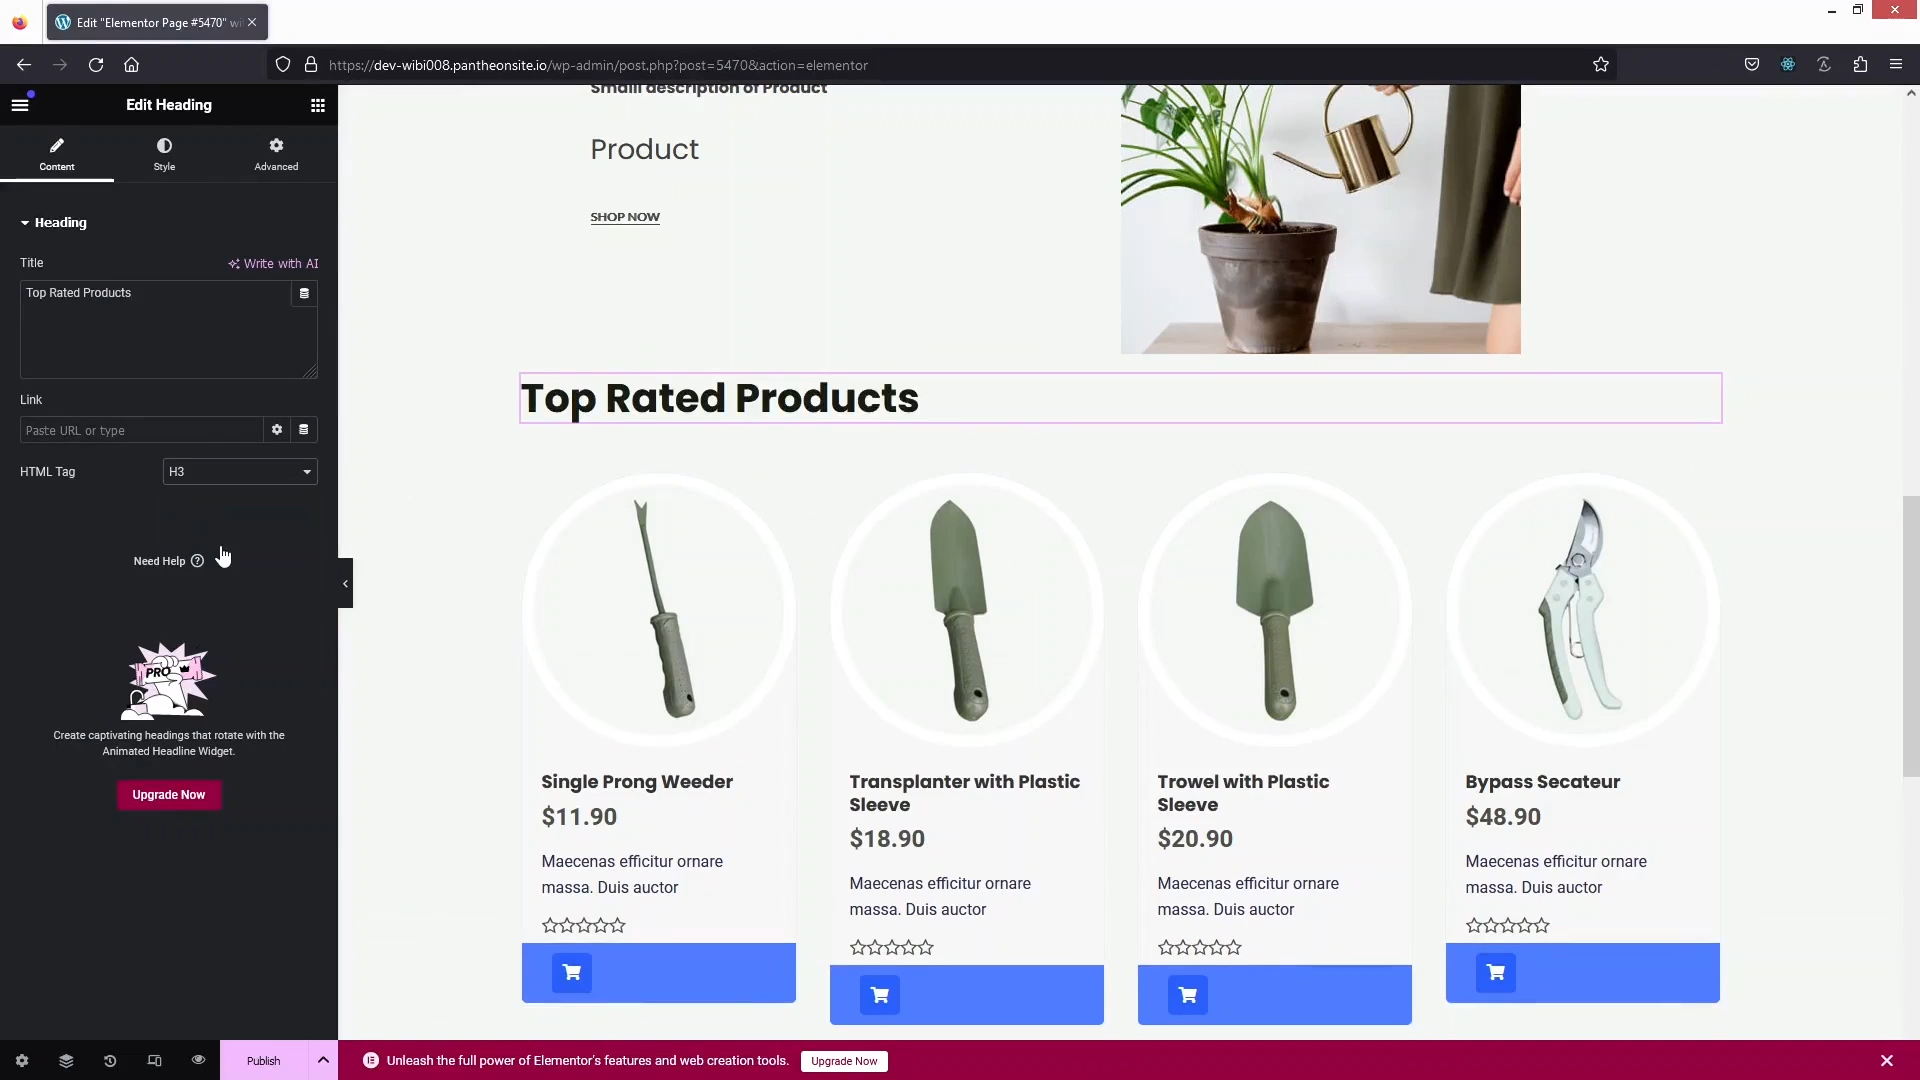 Edit "Elementor Page #5470" wi
https://dev-wibi008.pantheonsite.io/wp-admin/post.php?post=5470&action=elementor
Edit Heading
Content
Style
Advanced
Heading
Title
Write with AI
Top Rated Products
Link
Paste URL or type
HTML Tag
H3
Need Help
PRO
Create captivating headings that rotate with the
Animated Headline Widget.
Upgrade Now
Publish
Smalll description of Product
Product
SHOP NOW
Top Rated Products
Single Prong Weeder
$11.90
Maecenas efficitur ornare
massa. Duis auctor
Transplanter with Plastic
Sleeve
$18.90
Maecenas efficitur ornare
massa. Duis auctor
Trowel with Plastic
Sleeve
$20.90
Maecenas efficitur ornare
massa. Duis auctor
Bypass Secateur
$48.90
Maecenas efficitur ornare
massa. Duis auctor
Unleash the full power of Elementor's features and web creation tools.
Upgrade Now